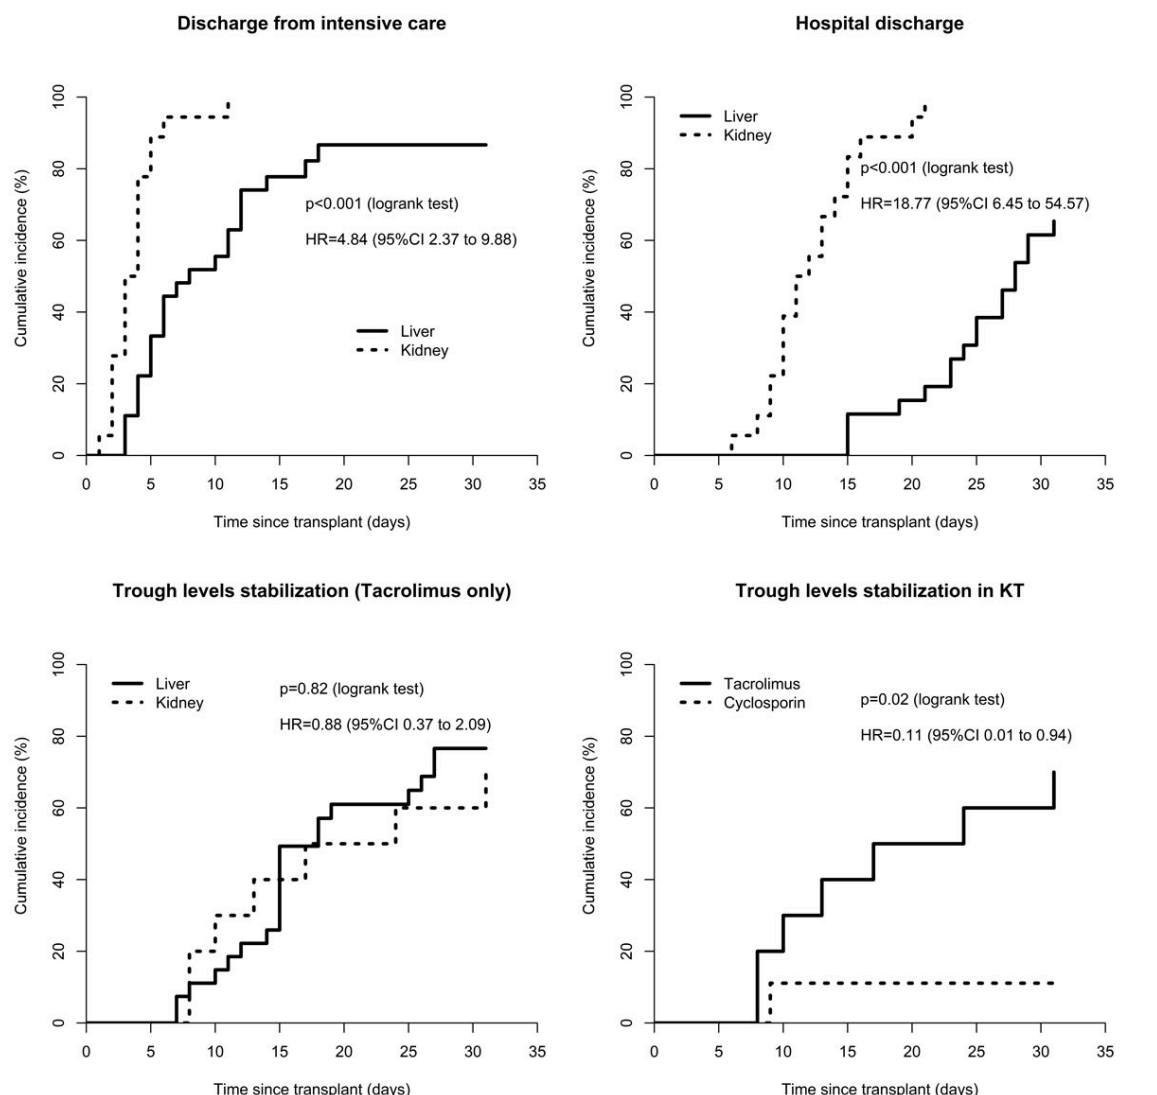 Discharge from intensive care
Cumulative incidence (%)
0 20 40 60 80 100
p<0.001 (logrank test)
HR=4.84 (95%CI 2.37 to 9.88)
Liver
Kidney
0 5 10 15 20 25 30 35
Time since transplant (days)
Hospital discharge
Cumulative incidence (%)
0 20 40 60 80 100
Liver
Kidney
p<0.001 (logrank test)
HR=18.77 (95%CI 6.45 to 54.57)
0 5 10 15 20 25 30 35
Time since transplant (days)
Trough levels stabilization (Tacrolimus only)
Cumulative incidence (%)
0 20 40 60 80 100
Liver
Kidney
p=0.82 (logrank test)
HR=0.88 (95%CI 0.37 to 2.09)
0 5 10 15 20 25 30 35
Time since transplant (days)
Trough levels stabilization in KT
Cumulative incidence (%)
0 20 40 60 80 100
Tacrolimus
Cyclosporin
p=0.02 (logrank test)
HR=0.11 (95%CI 0.01 to 0.94)
0 5 10 15 20 25 30 35
Time since transplant (days)